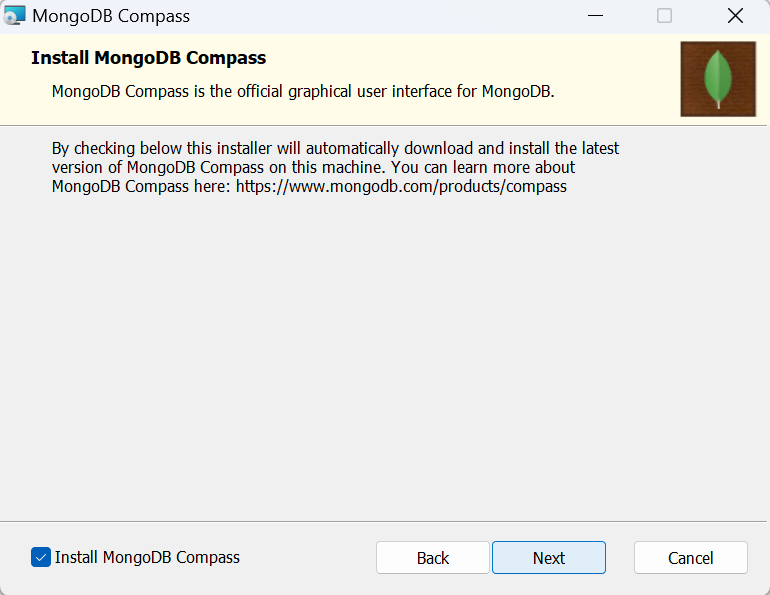 MongoDB Compass
Install MongoDB Compass
MongoDB Compass is the official graphical user interface for MongoDB.
By checking below this installer will automatically download and install the latest
version of MongoDB Compass on this machine. You can learn more about
MongoDB Compass here: https://www.mongodb.com/products/compass
Install MongoDB Compass
Back
Next
Cancel